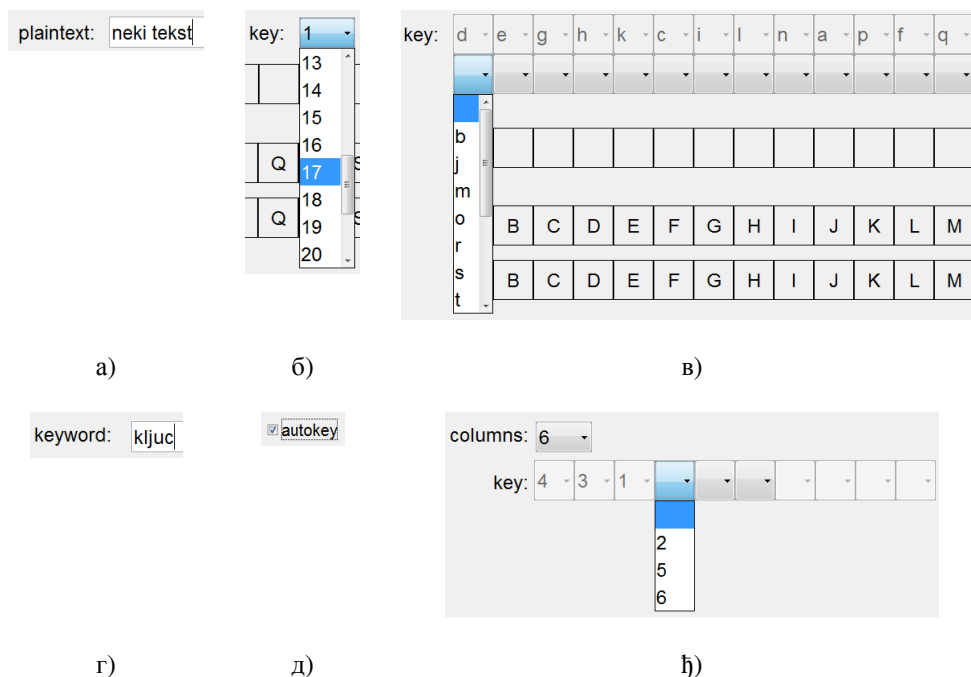 plaintext: neki tekst
key: 1
13
14
15
16
17
18
19
20
Q
Q
key: d e g h k c i l n a p f q
b
j
m
o
r
s
t
B C D E F G H I J K L M
B C D E F G H I J K L M
а) б) в)
keyword: kljuc
autokey
columns: 6
key: 4 3 1
2
5
6
г) д) ђ)